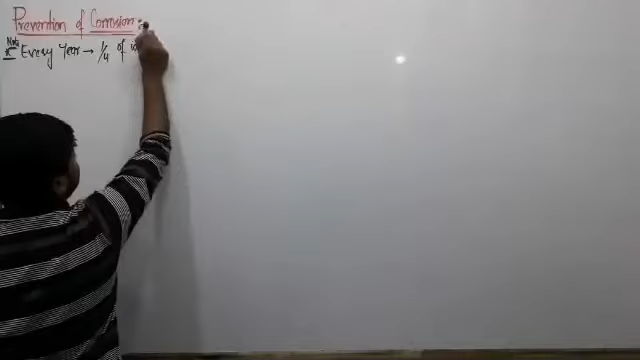 Prevention of Corrosion :
Note Every Year → 1/4 of